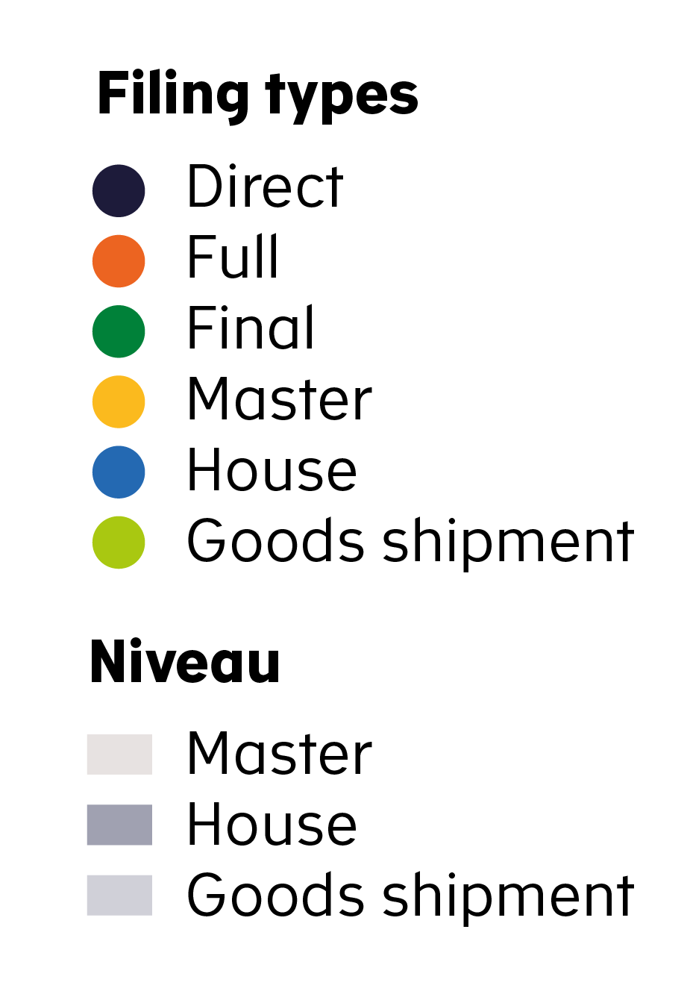 Filing types
Direct
Full
Final
Master
House
Goods shipment
Niveau
Master
House
Goods shipment